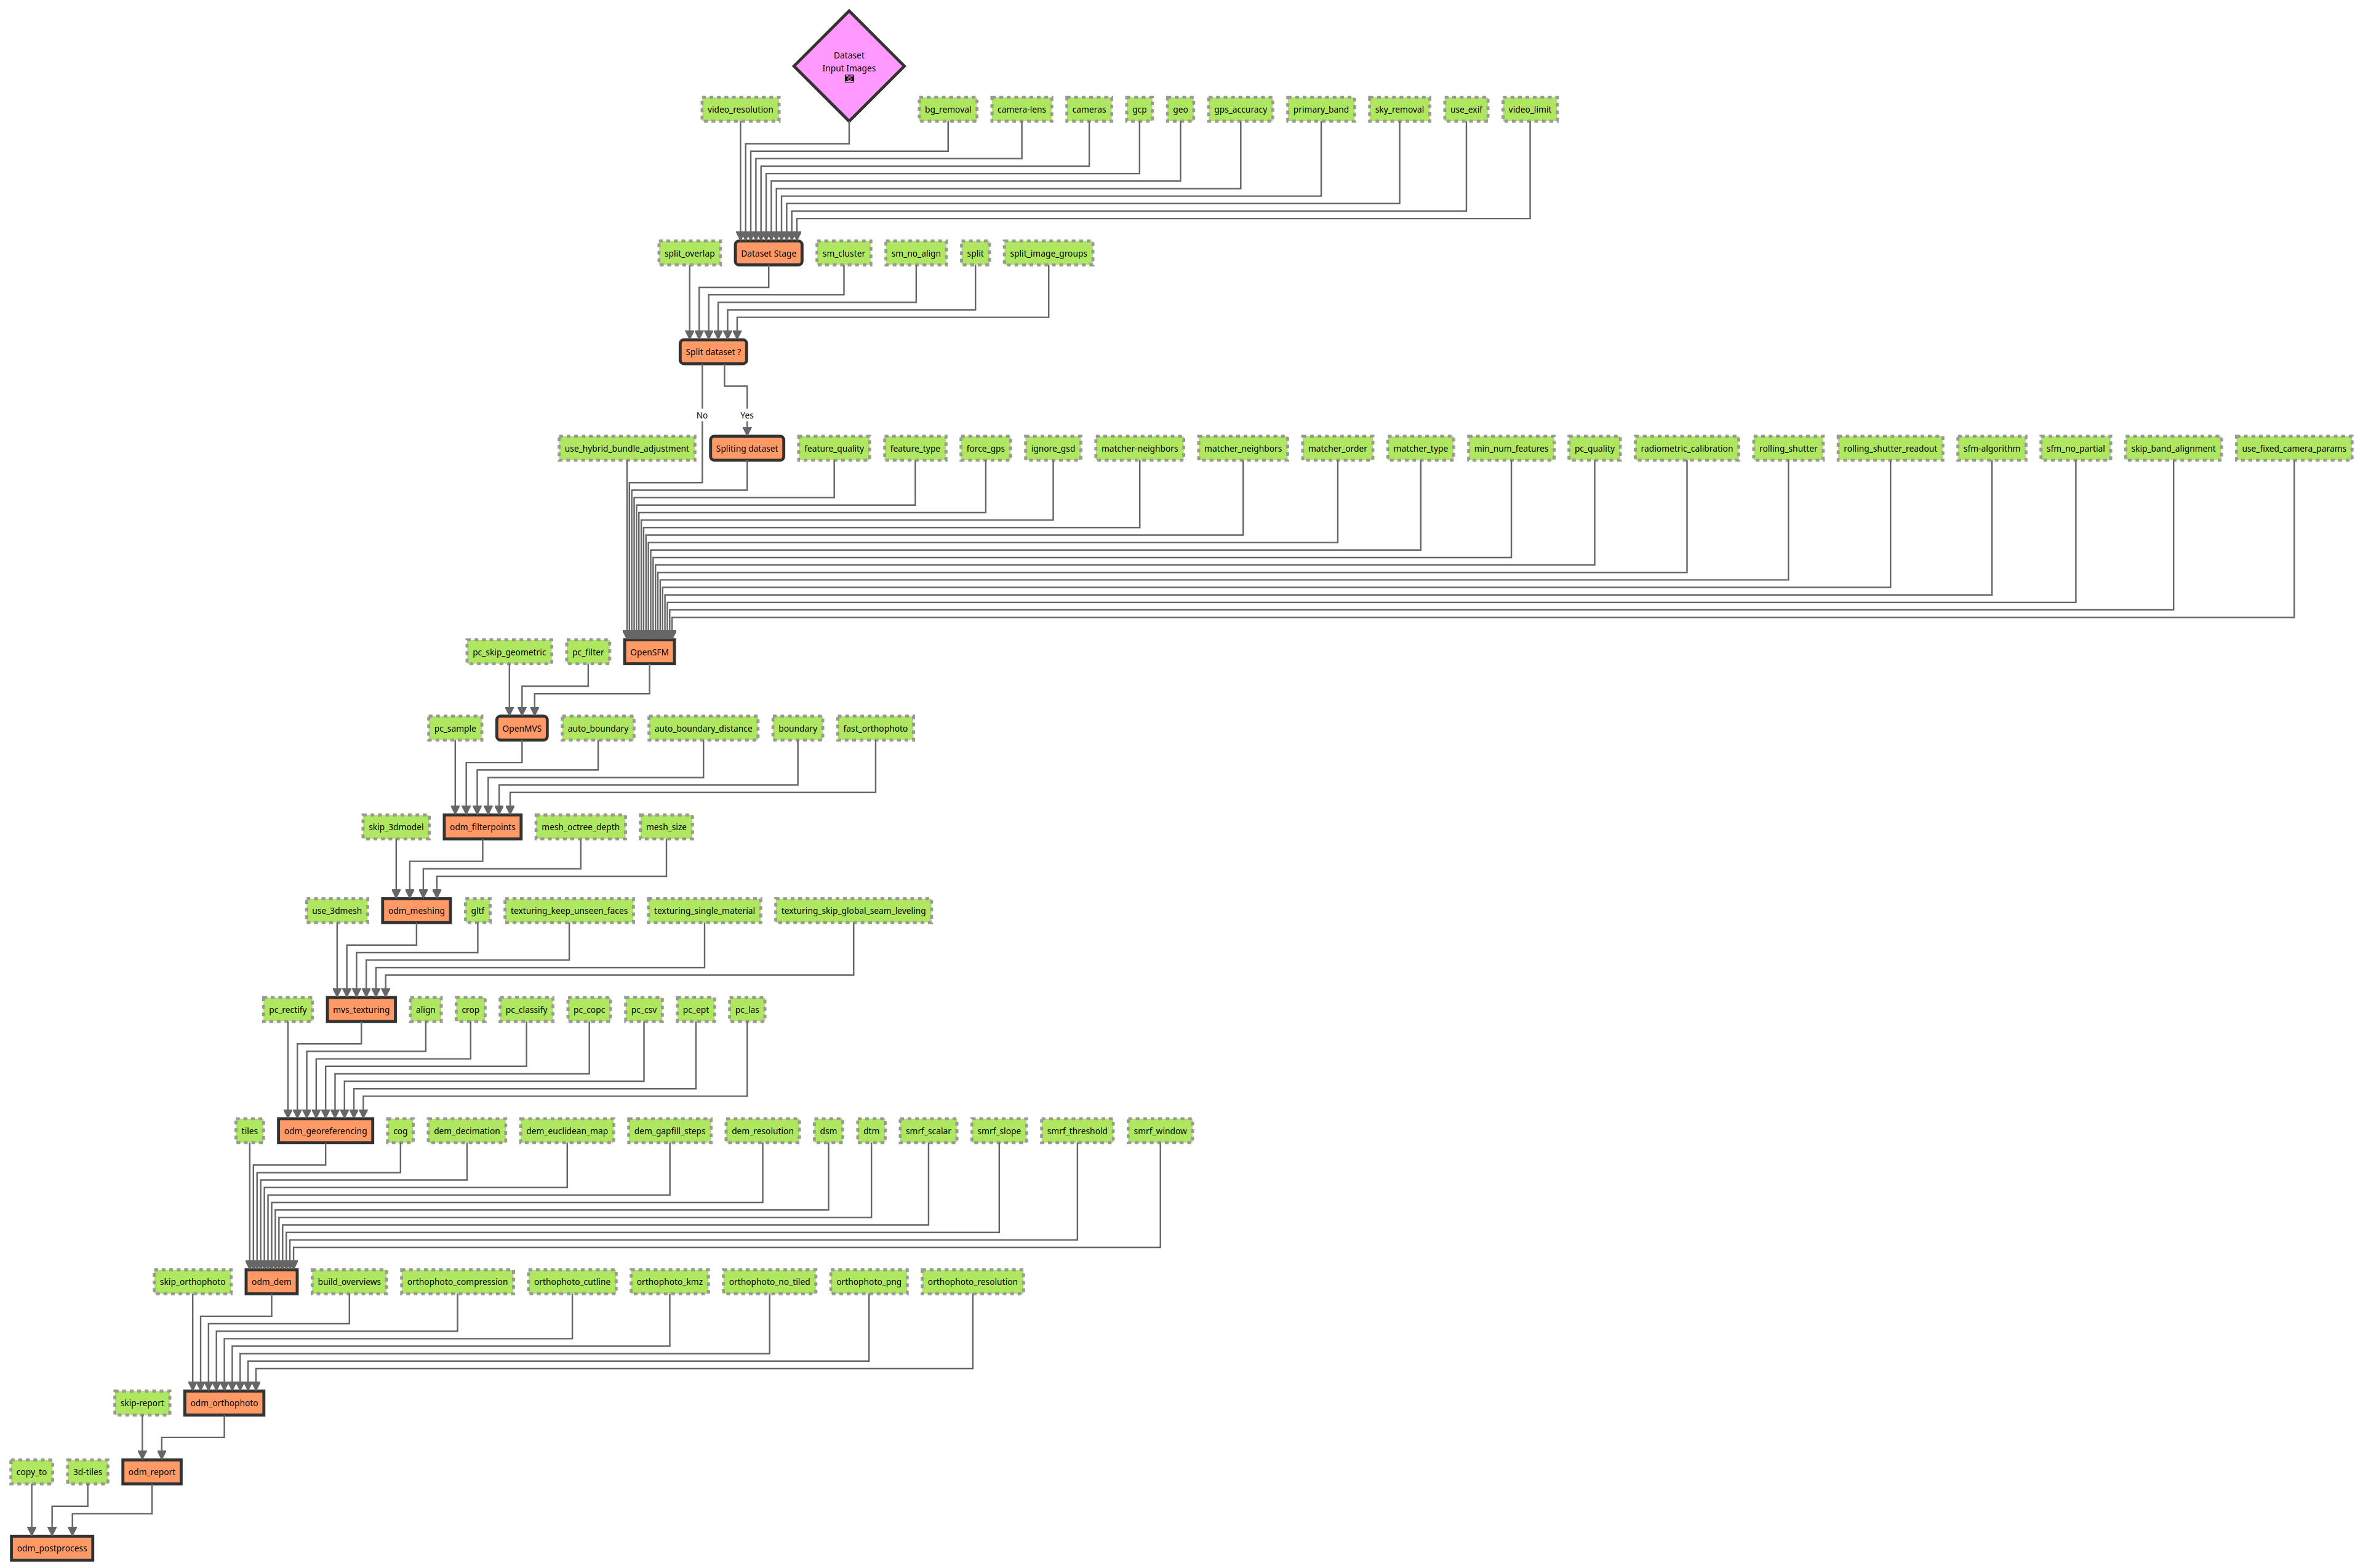 Dataset
Input Images
video_resolution
bg_removal
camera-lens
cameras
gcp
geo
gps_accuracy
primary_band
sky_removal
use_exif
video_limit
split_overlap
Dataset Stage
sm_cluster
sm_no_align
split
split_image_groups
Split dataset ?
No
Yes
use_hybrid_bundle_adjustment
Spliting dataset
feature_quality
feature_type
force_gps
ignore_gsd
matcher-neighbors
matcher_neighbors
matcher_order
matcher_type
min_num_features
pc_quality
radiometric_calibration
rolling_shutter
rolling_shutter_readout
sfm-algorithm
sfm_no_partial
skip_band_alignment
use_fixed_camera_params
pc_skip_geometric
pc_filter
OpenSFM
pc_sample
OpenMVS
auto_boundary
auto_boundary_distance
boundary
fast_orthophoto
skip_3dmodel
odm_filterpoints
mesh_octree_depth
mesh_size
use_3dmesh
odm_meshing
gltf
texturing_keep_unseen_faces
texturing_single_material
texturing_skip_global_seam_leveling
pc_rectify
mvs_texturing
align
crop
pc_classify
pc_copc
pc_csv
pc_ept
pc_las
tiles
odm_georeferencing
cog
dem_decimation
dem_euclidean_map
dem_gapfill_steps
dem_resolution
dsm
dtm
smrf_scalar
smrf_slope
smrf_threshold
smrf_window
skip_orthophoto
odm_dem
build_overviews
orthophoto_compression
orthophoto_cutline
orthophoto_kmz
orthophoto_no_tiled
orthophoto_png
orthophoto_resolution
skip-report
odm_orthophoto
copy_to
3d-tiles
odm_report
odm_postprocess